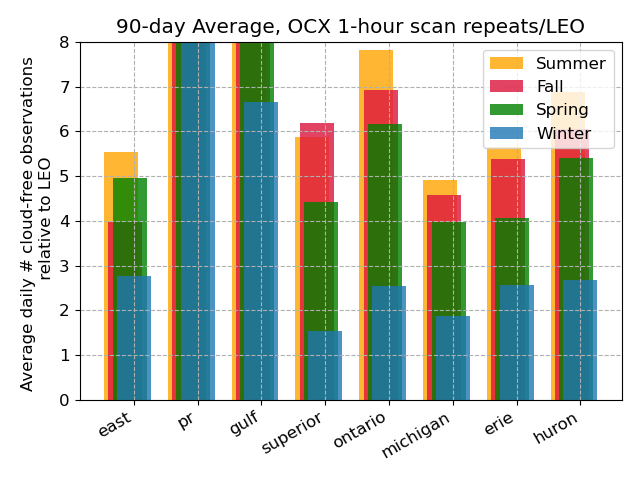 90-day Average, OCX 1-hour scan repeats/LEO
Average daily # cloud-free observations
relative to LEO
8
7
6
5
4
3
2
1
0
Summer
Fall
Spring
Winter
east
pr
gulf
superior
ontario
michigan
erie
huron